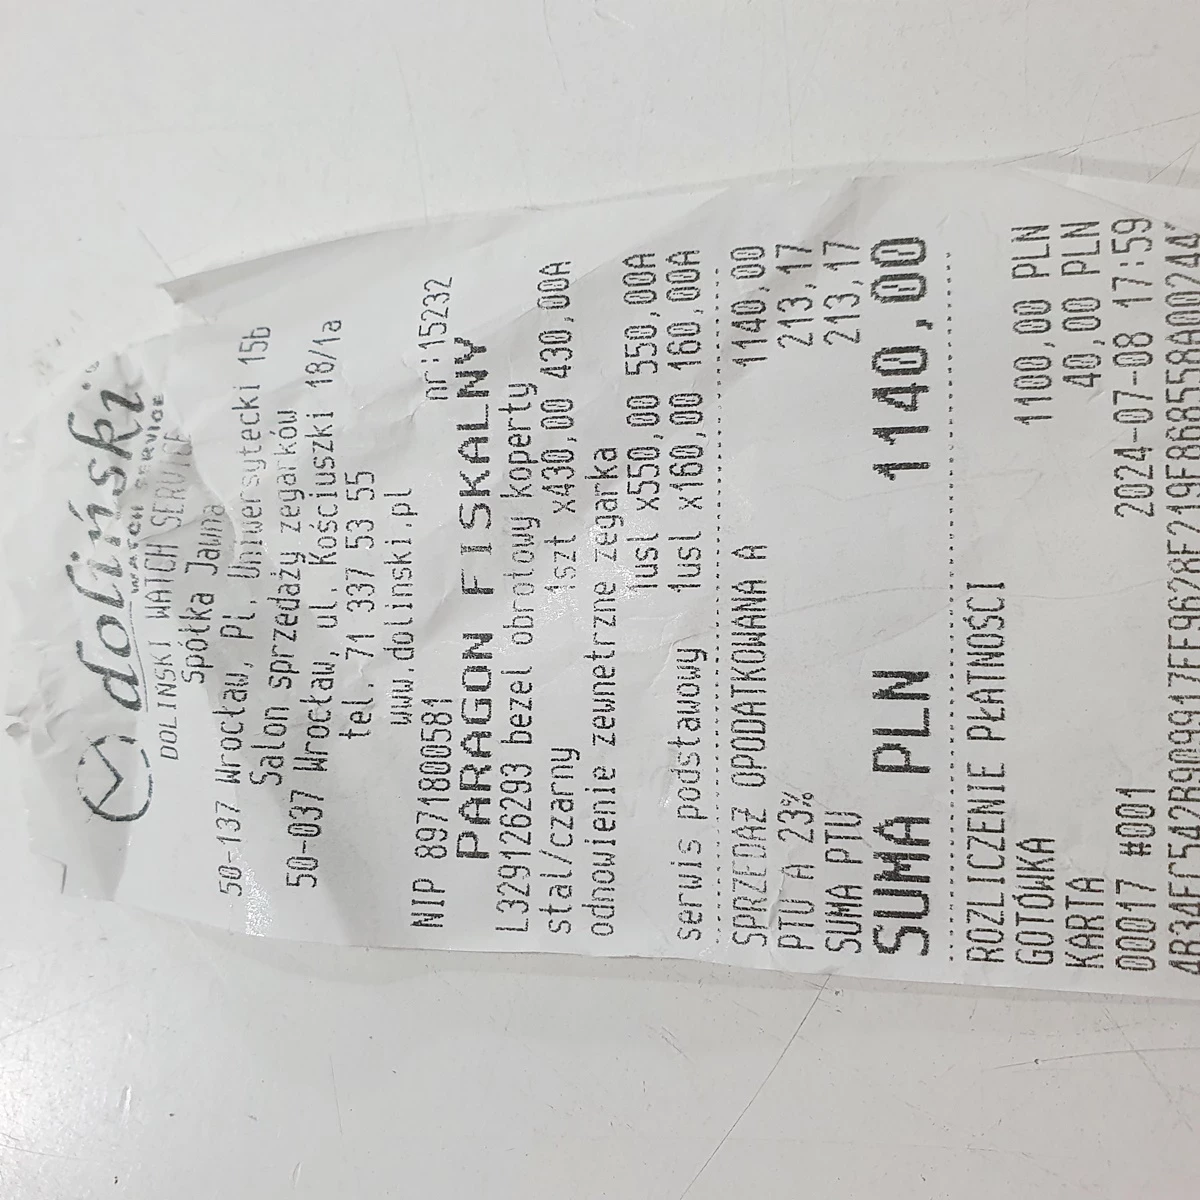 doliński
WATCH SERVICE
DOLINSKI WATCH SERVICE
Spółka Jawna
50-137 Wrocław, Pl. Uniwersytecki 15b
Salon sprzedaży zegarków
50-037 Wrocław, ul. Kościuszki 18/1a
tel. 71 337 53 55
www.dolinski.pl
NIP 8971800581 nr:15232
PARAGON FISKALNY
L329126293 bezel obrotowy koperty
stal/czarny 1szt x430,00 430,00A
odnowienie zewnetrzne zegarka
1usl x550,00 550,00A
serwis podstawowy 1usl x160,00 160,00A
SPRZEDAŻ OPODATKOWANA A 1140,00
PTU A 23% 213,17
SUMA PTU 213,17
SUMA PLN 1140,00
ROZLICZENIE PŁATNOŚCI
GOTÓWKA 1100,00 PLN
KARTA 40,00 PLN
00017 #001 2024-07-08 17:59